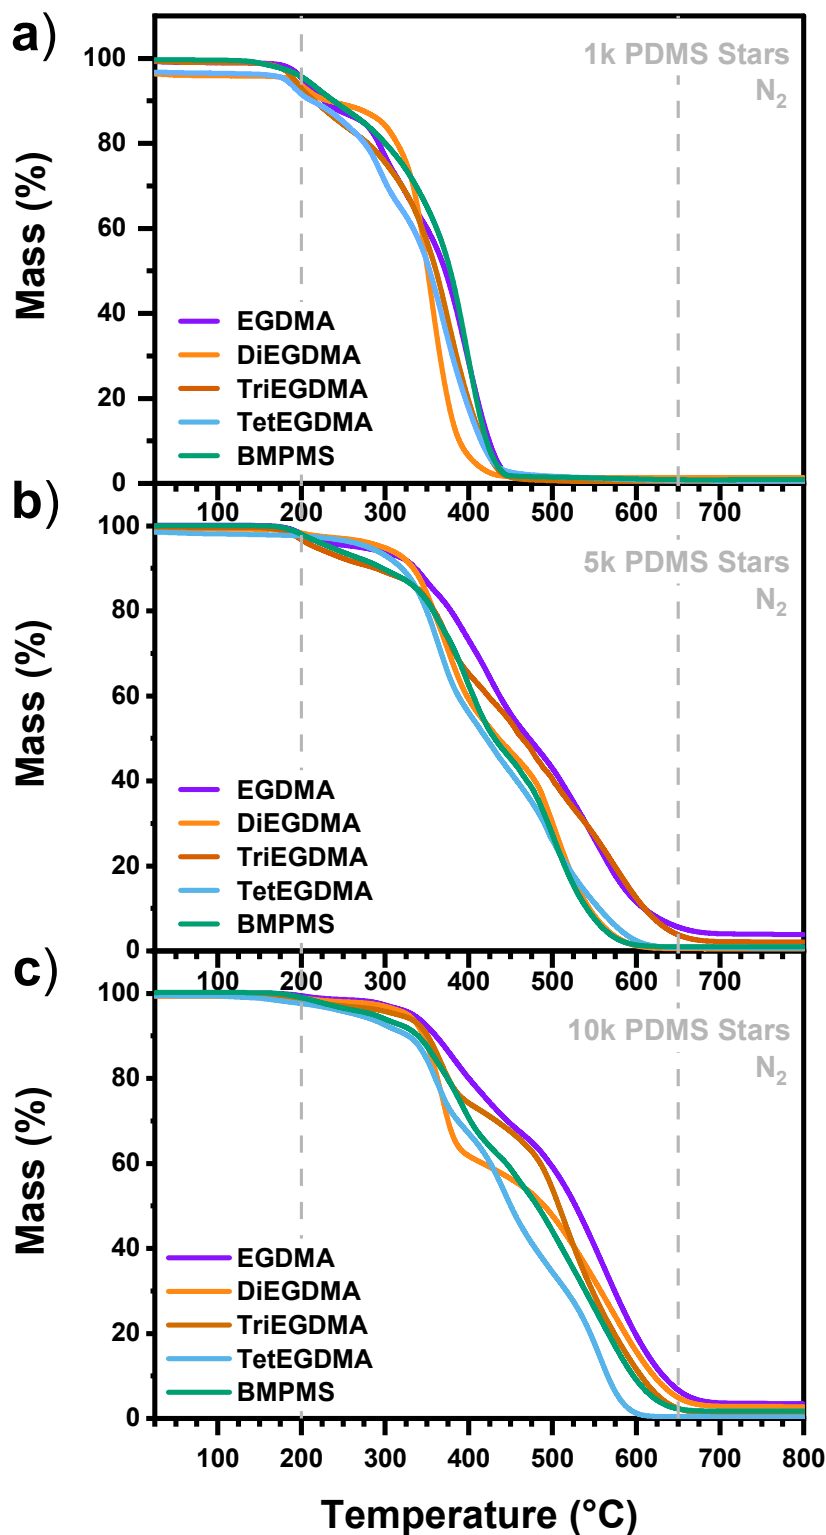 a)
1k PDMS Stars
N₂
Mass (%)
100
80
60
40
20
0
EGDMA
DiEGDMA
TriEGDMA
TetEGDMA
BMPMS
100 200 300 400 500 600 700
b)
5k PDMS Stars
N₂
Mass (%)
100
80
60
40
20
0
EGDMA
DiEGDMA
TriEGDMA
TetEGDMA
BMPMS
100 200 300 400 500 600 700
c)
10k PDMS Stars
N₂
Mass (%)
100
80
60
40
20
0
EGDMA
DiEGDMA
TriEGDMA
TetEGDMA
BMPMS
100 200 300 400 500 600 700 800
Temperature (°C)